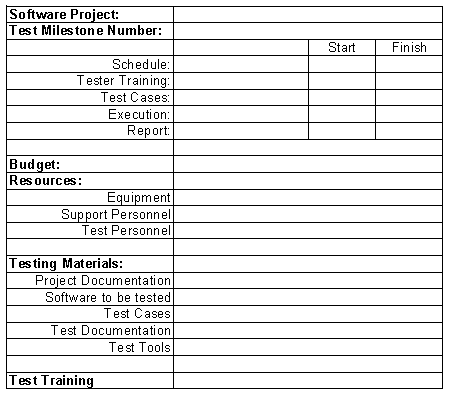 Software Project:
Test Milestone Number:
Start Finish
Schedule:
Tester Training:
Test Cases:
Execution:
Report:
Budget:
Resources:
Equipment
Support Personnel
Test Personnel
Testing Materials:
Project Documentation
Software to be tested
Test Cases
Test Documentation
Test Tools
Test Training